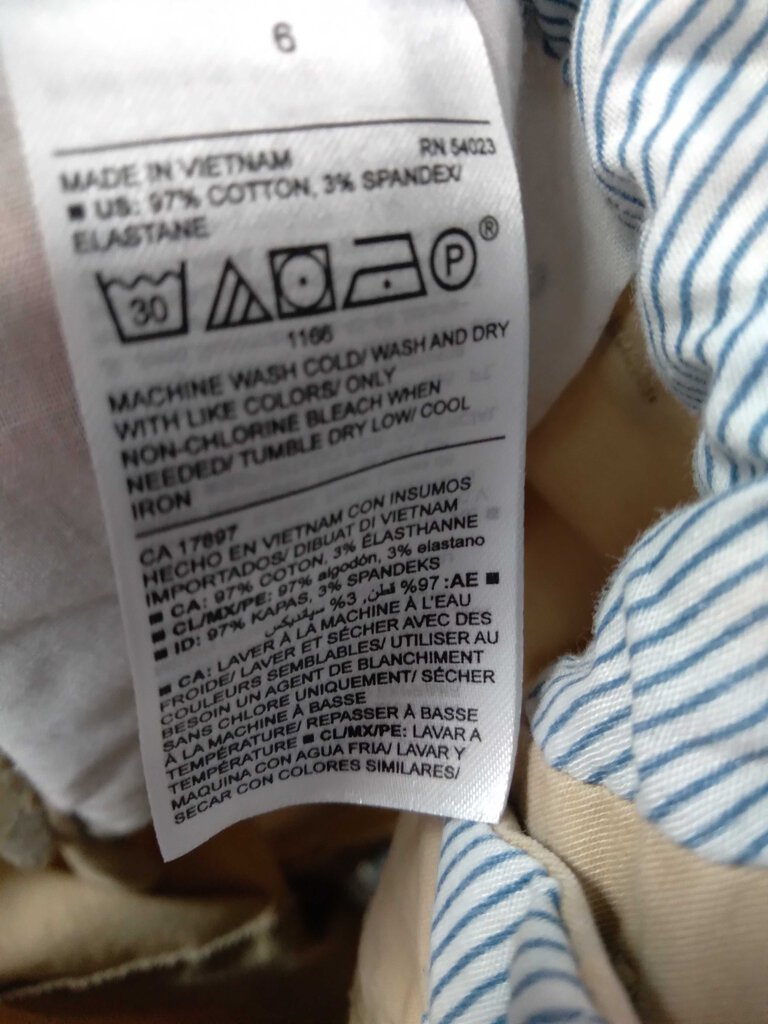 6
MADE IN VIETNAM RN 54023
■ US: 97% COTTON, 3% SPANDEX/
ELASTANE
30 P ®
1166
MACHINE WASH COLD/ WASH AND DRY
WITH LIKE COLORS/ ONLY
NON-CHLORINE BLEACH WHEN
NEEDED/ TUMBLE DRY LOW/ COOL
IRON
CA 17897
HECHO EN VIETNAM CON INSUMOS
IMPORTADOS/ DIBUAT DI VIETNAM
■ CA: 97% COTON, 3% ÉLASTHANNE
■ CL/MX/PE: 97% algodón, 3% elastano
■ ID: 97% KAPAS, 3% SPANDEKS
■ AE: 97% قطن, 3% سپاندیکس
■ CA: LAVER À LA MACHINE À L'EAU
FROIDE/ LAVER ET SÉCHER AVEC DES
COULEURS SEMBLABLES/ UTILISER AU
BESOIN UN AGENT DE BLANCHIMENT
SANS CHLORE UNIQUEMENT/ SÉCHER
À LA MACHINE À BASSE
TEMPÉRATURE/ REPASSER À BASSE
TEMPÉRATURE ■ CL/MX/PE: LAVAR A
MAQUINA CON AGUA FRIA/ LAVAR Y
SECAR CON COLORES SIMILARES/